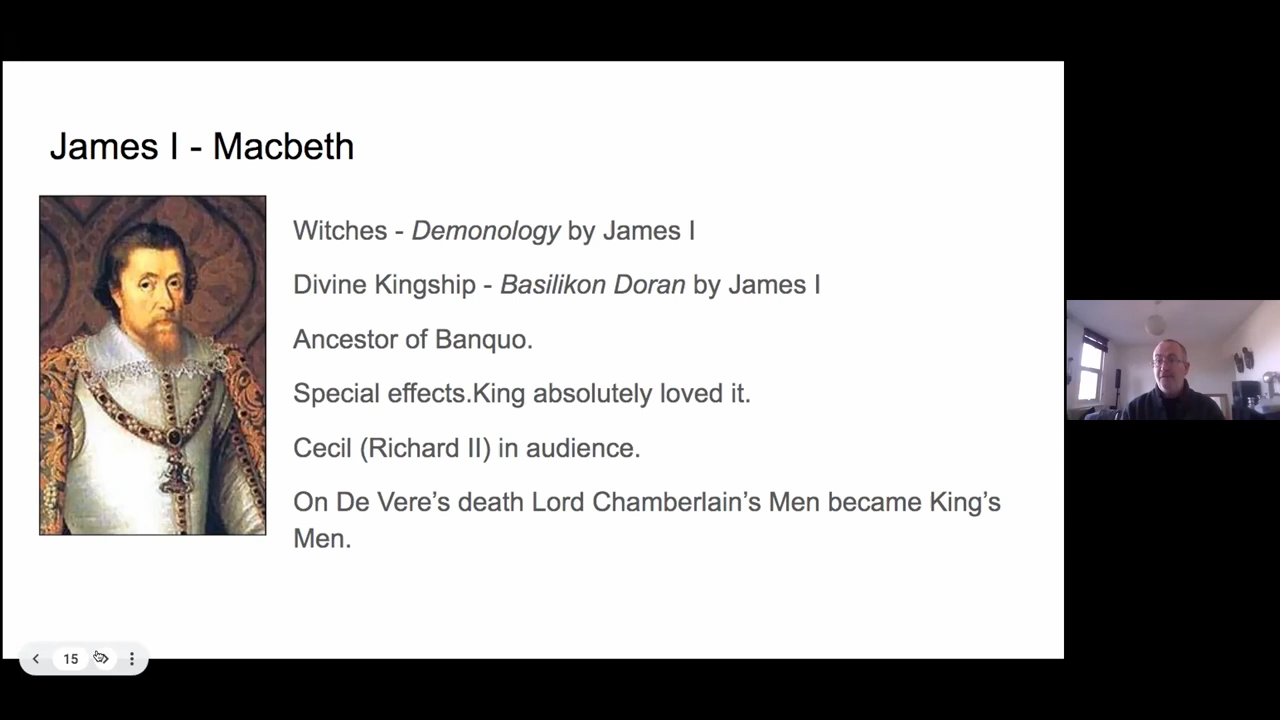 James I - Macbeth
Witches - Demonology by James I
Divine Kingship - Basilikon Doran by James I
Ancestor of Banquo.
Special effects.King absolutely loved it.
Cecil (Richard II) in audience.
On De Vere’s death Lord Chamberlain’s Men became King’s
Men.
15